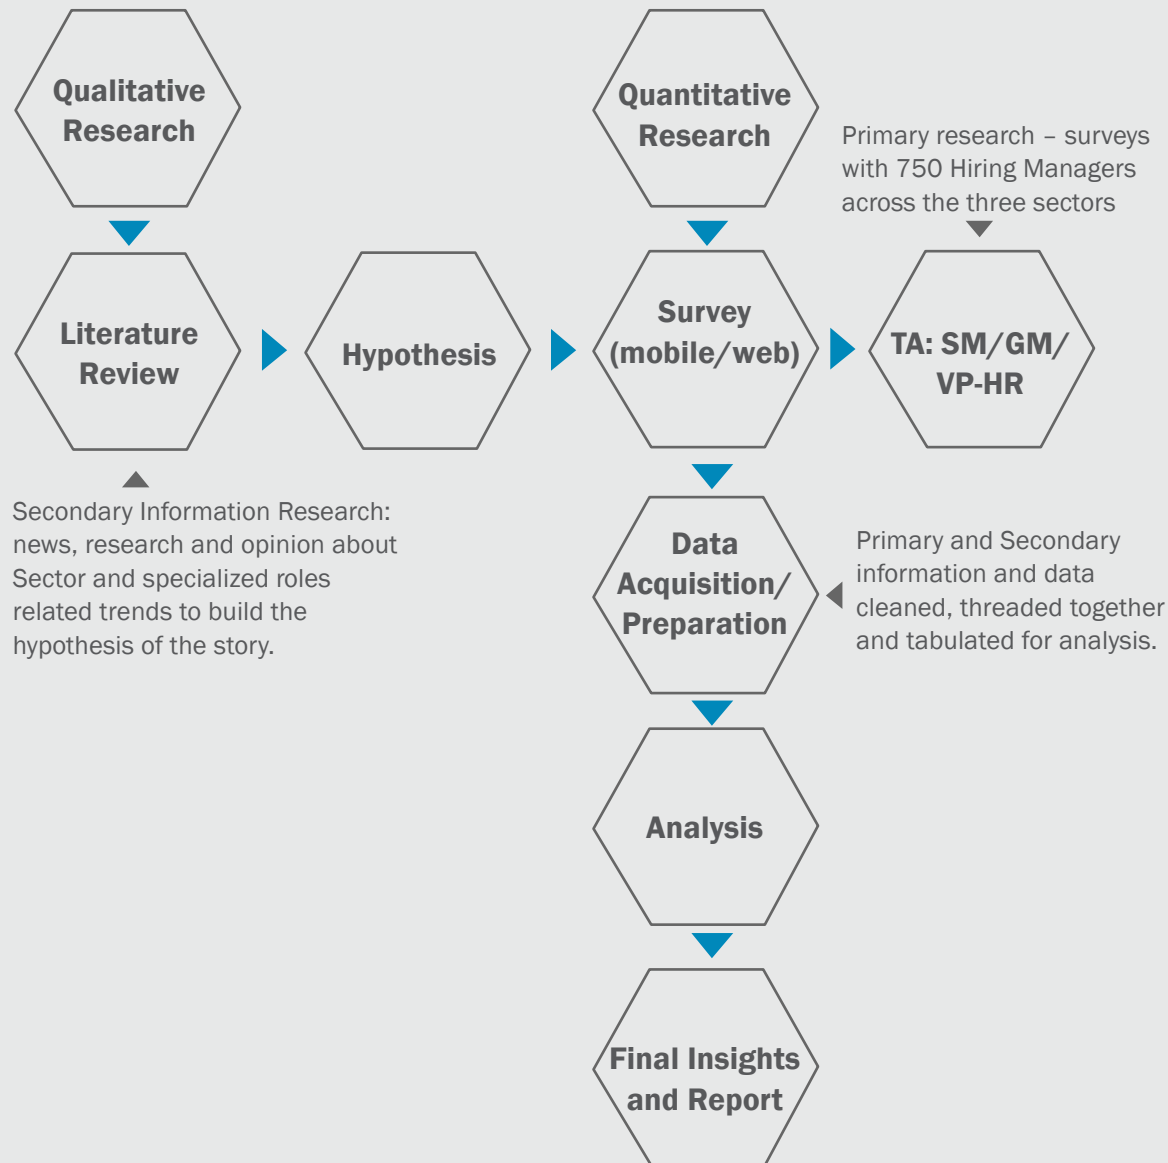 Qualitative
Research
Quantitative
Research
Primary research – surveys
with 750 Hiring Managers
across the three sectors
Literature
Review
Hypothesis
Survey
(mobile/web)
TA: SM/GM/
VP-HR
Secondary Information Research:
news, research and opinion about
Sector and specialized roles
related trends to build the
hypothesis of the story.
Data
Acquisition/
Preparation
Primary and Secondary
information and data
cleaned, threaded together
and tabulated for analysis.
Analysis
Final Insights
and Report